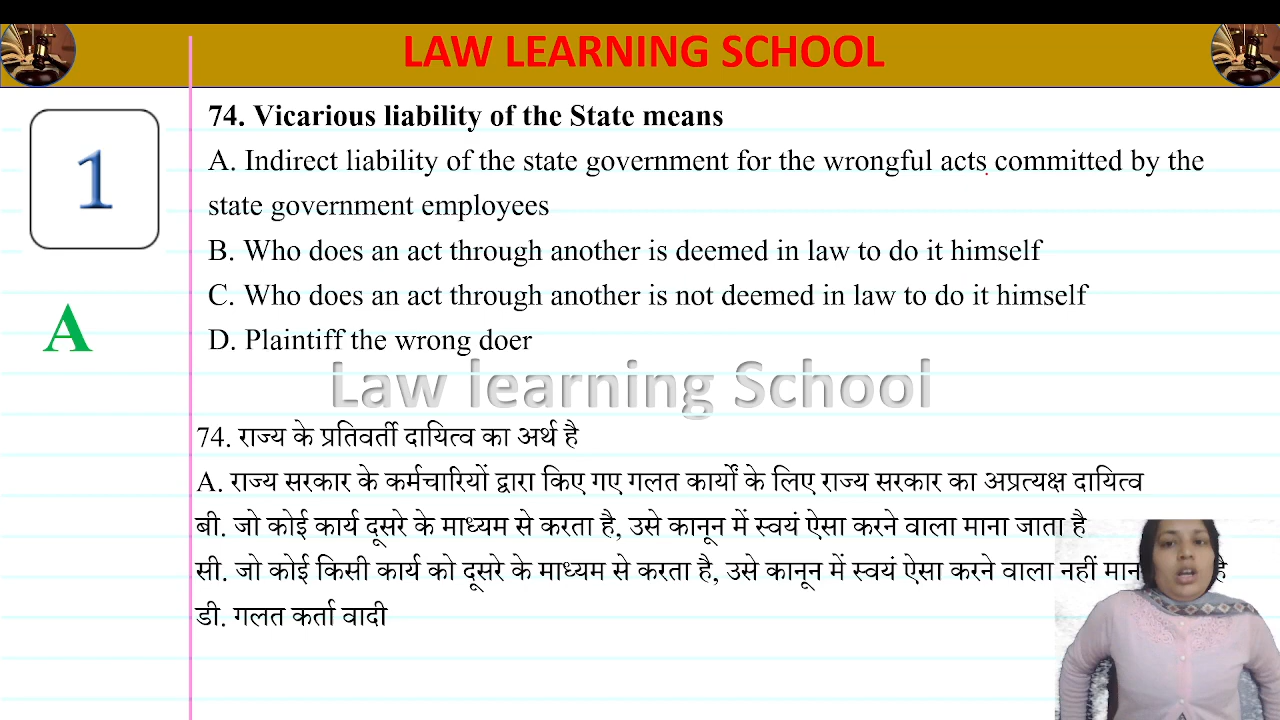 LAW LEARNING SCHOOL
1
74. Vicarious liability of the State means
A. Indirect liability of the state government for the wrongful acts committed by the
state government employees
B. Who does an act through another is deemed in law to do it himself
C. Who does an act through another is not deemed in law to do it himself
A
D. Plaintiff the wrong doer
Law learning School
74. राज्य के प्रतिवर्ती दायित्व का अर्थ है
A. राज्य सरकार के कर्मचारियों द्वारा किए गए गलत कार्यों के लिए राज्य सरकार का अप्रत्यक्ष दायित्व
बी. जो कोई कार्य दूसरे के माध्यम से करता है, उसे कानून में स्वयं ऐसा करने वाला माना जाता है
सी. जो कोई किसी कार्य को दूसरे के माध्यम से करता है, उसे कानून में स्वयं ऐसा करने वाला नहीं है
डी. गलत कर्ता वादी